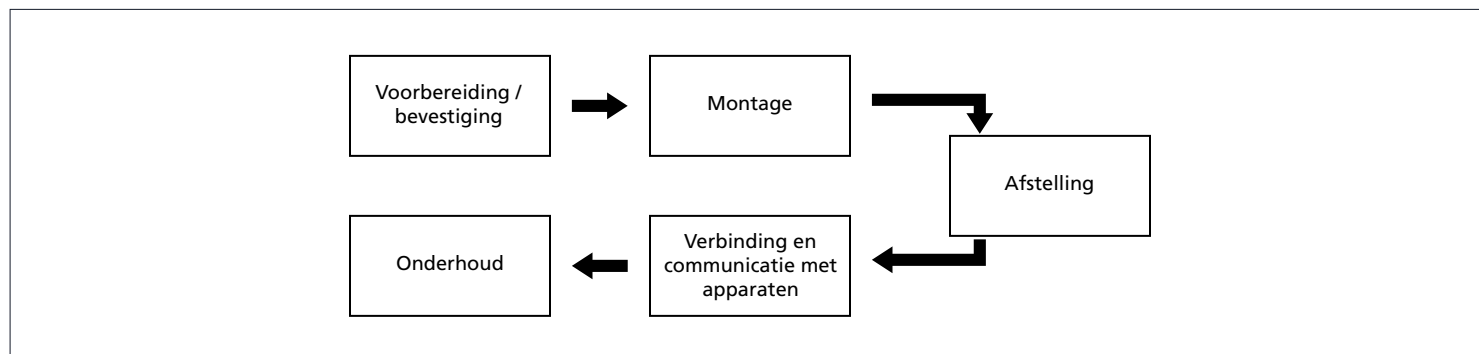 Voorbereiding /
bevestiging
Montage
Afstelling
Verbinding en
communicatie met
apparaten
Onderhoud